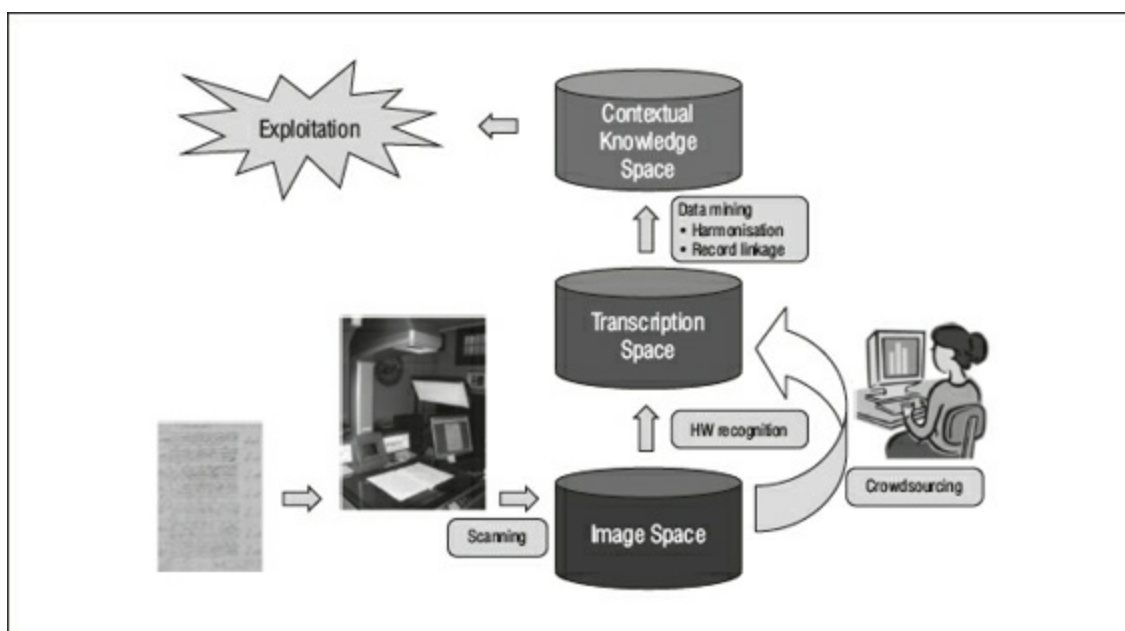 Exploitation
Contextual
Knowledge
Space
Data mining
• Harmonisation
• Record linkage
Transcription
Space
HW recognition
Crowdsourcing
Scanning
Image Space